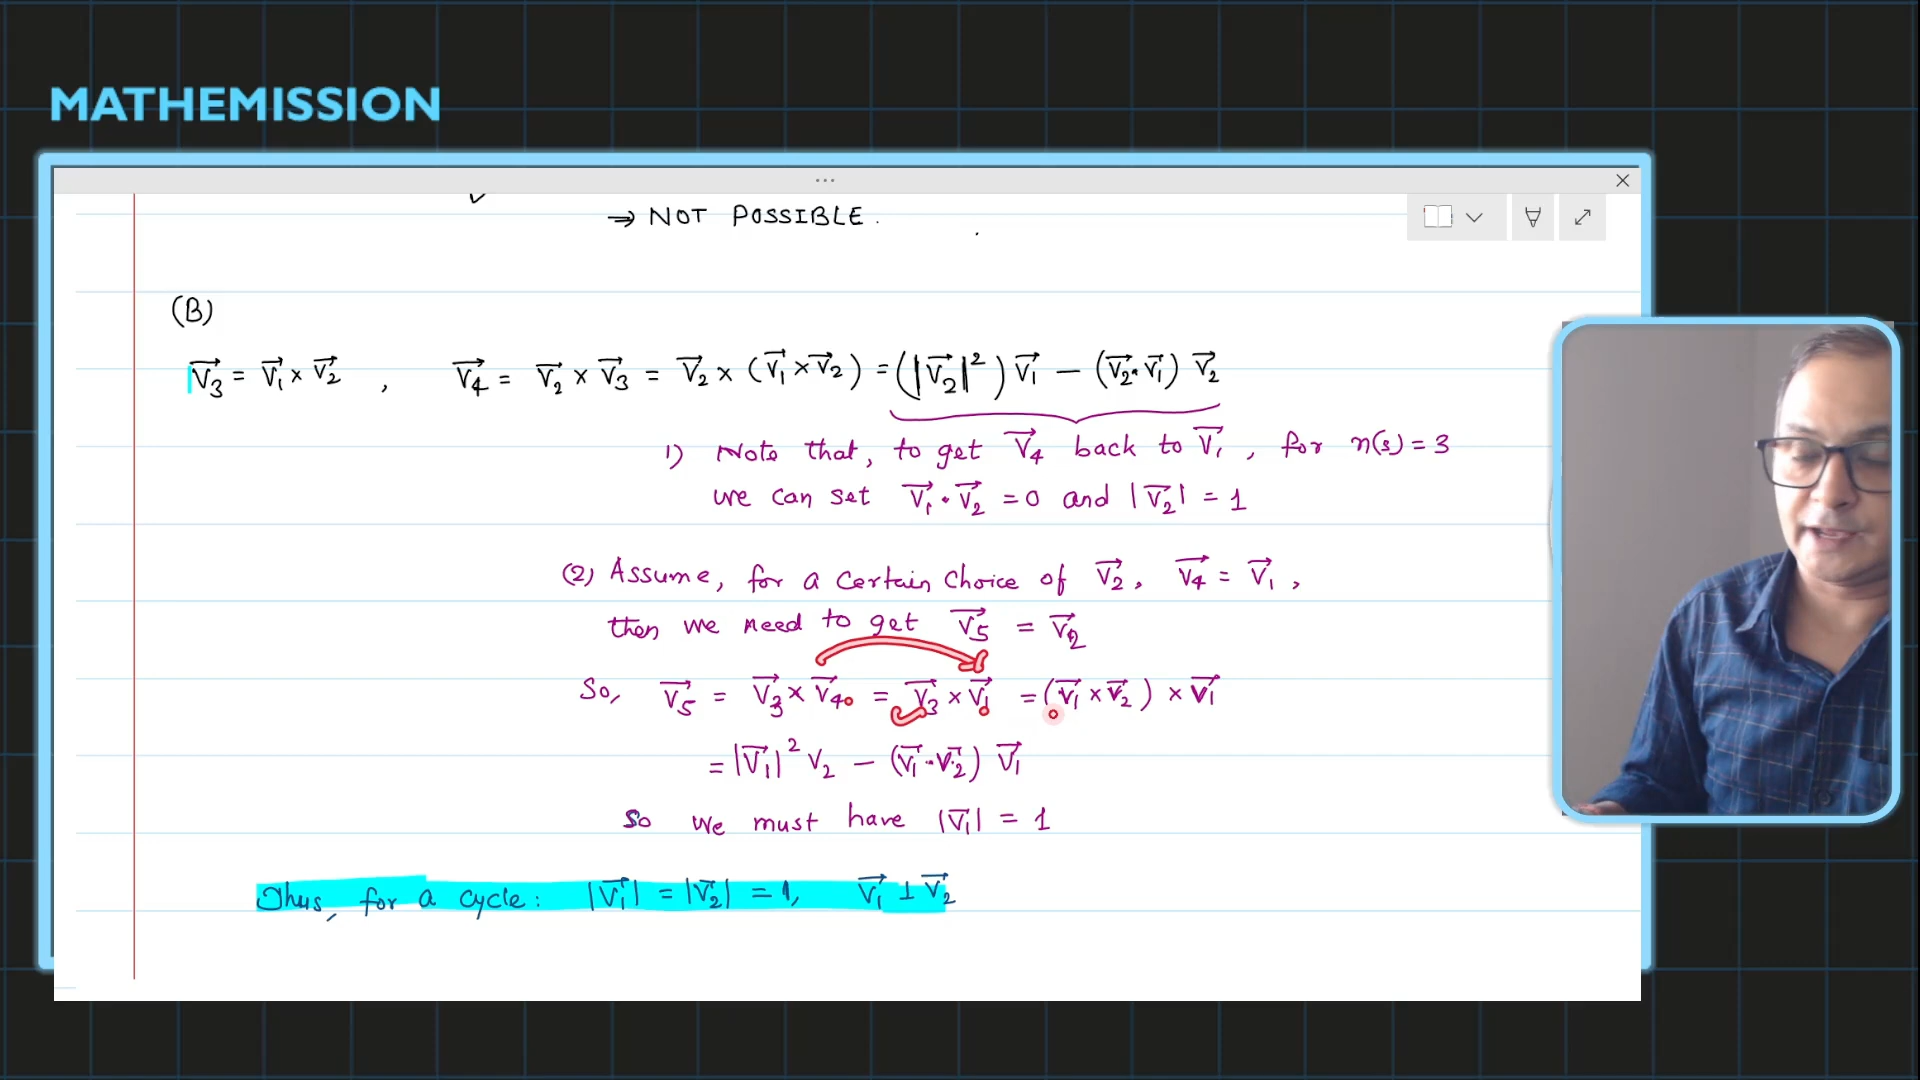 MATHEMISSION
⇒ NOT POSSIBLE.
(B)
V⃗3 = V⃗1 × V⃗2 , V⃗4 = V⃗2 × V⃗3 = V⃗2 × (V⃗1 × V⃗2) = (|V⃗2|²) V⃗1 − (V⃗2·V⃗1) V⃗2
1) Note that, to get V⃗4 back to V⃗1, for n(s) = 3
we can set V⃗1 · V⃗2 = 0 and |V⃗2| = 1
(2) Assume, for a certain choice of V⃗2, V⃗4 = V⃗1,
then we need to get V⃗5 = V⃗2
So, V⃗5 = V⃗3 × V⃗4 = V⃗3 × V⃗1 = (V⃗1 × V⃗2) × V⃗1
= |V⃗1|² V2 − (V⃗1·V⃗2) V⃗1
So we must have |V⃗1| = 1
Thus, for a cycle: |V⃗1| = |V⃗2| = 1, V⃗1 ⊥ V⃗2